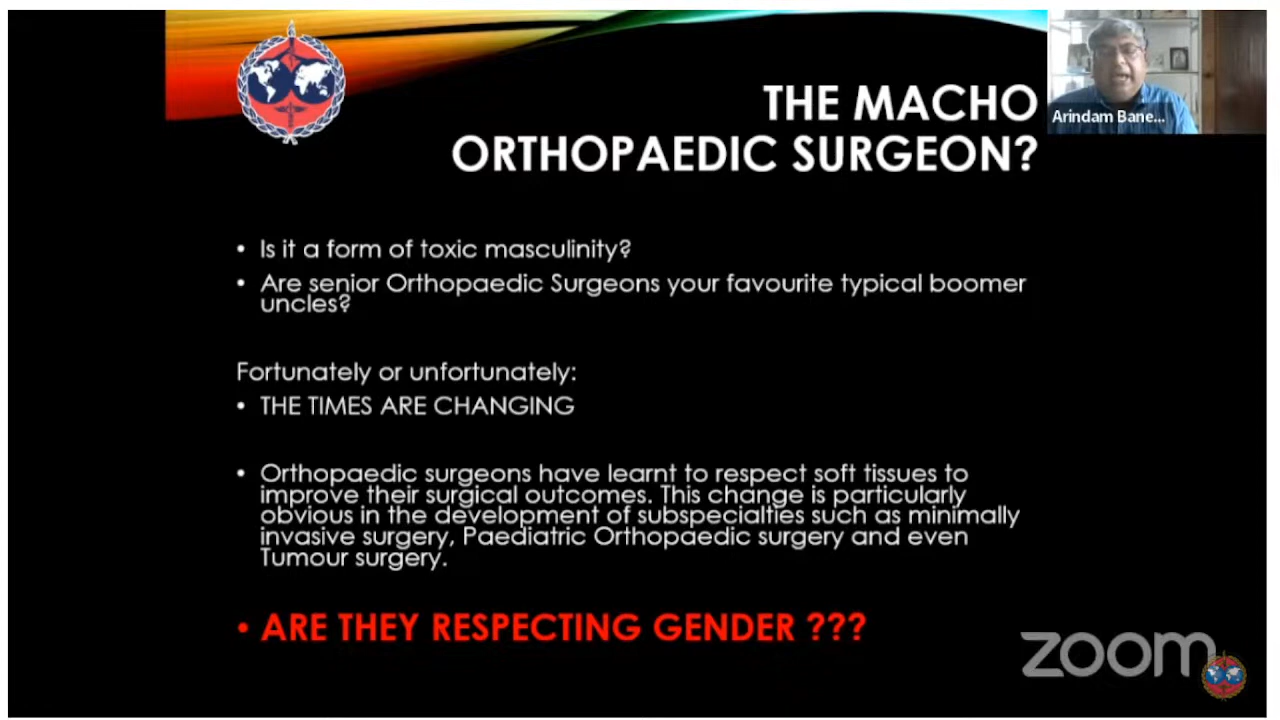 THE MACHO
ORTHOPAEDIC SURGEON?
Arindam Bane...
• Is it a form of toxic masculinity?
• Are senior Orthopaedic Surgeons your favourite typical boomer
uncles?
Fortunately or unfortunately:
• THE TIMES ARE CHANGING
• Orthopaedic surgeons have learnt to respect soft tissues to
improve their surgical outcomes. This change is particularly
obvious in the development of subspecialties such as minimally
invasive surgery, Paediatric Orthopaedic surgery and even
Tumour surgery.
• ARE THEY RESPECTING GENDER ???
zoom